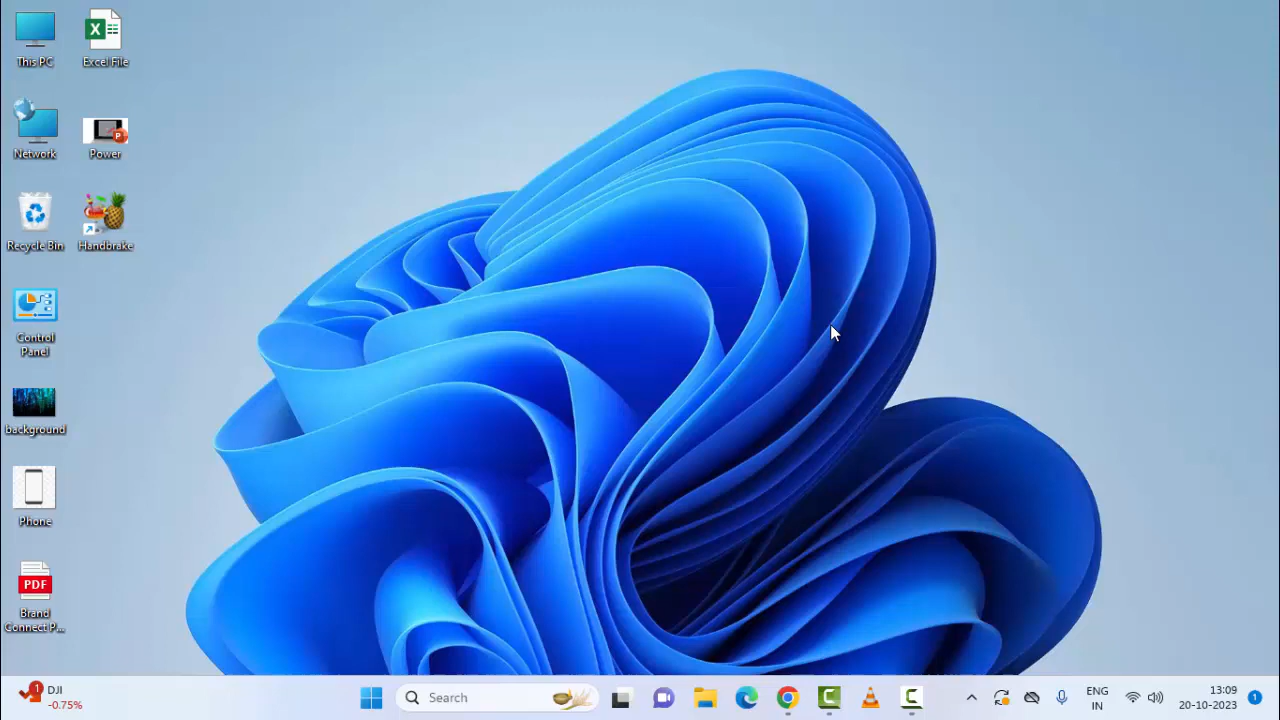 This PC
Excel File
Network
Power
Recycle Bin
Handbrake
Control
Panel
background
Phone
PDF
Brand
Connect P...
1
DJI
-0.75%
Search
ENG
IN
13:09
20-10-2023
1